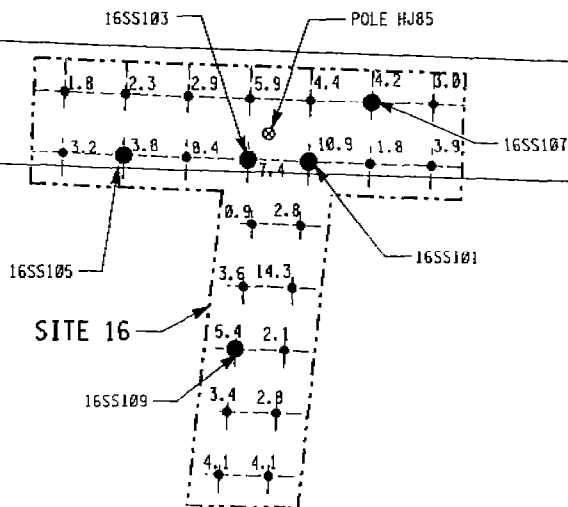 16SS103
POLE HJ85
1.8 2.3 2.9 5.9 4.4 4.2 3.0
16SS107
3.2 3.8 8.4 7.4 10.9 1.8 3.9
0.9 2.8
16SS101
16SS105
3.6 14.3
SITE 16
5.4 2.1
16SS109
3.4 2.8
4.1 4.1